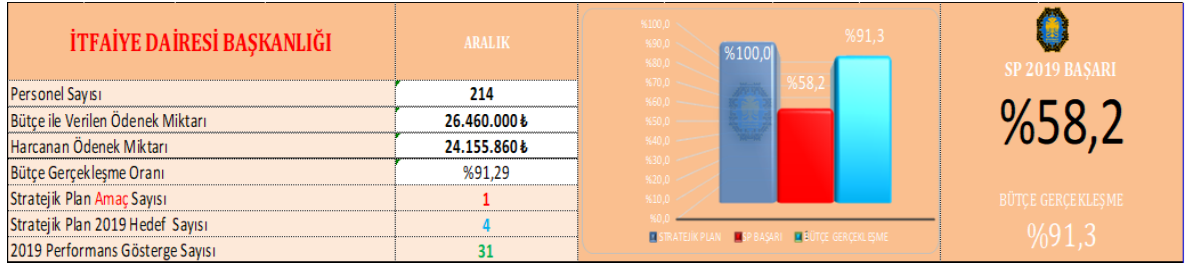 İTFAİYE DAİRESİ BAŞKANLIĞI
ARALIK
Personel Sayısı
214
Bütçe ile Verilen Ödenek Miktarı
26.460.000 ₺
Harcanan Ödenek Miktarı
24.155.860 ₺
Bütçe Gerçekleşme Oranı
%91,29
Stratejik Plan Amaç Sayısı
1
Stratejik Plan 2019 Hedef Sayısı
4
2019 Performans Gösterge Sayısı
31
%100,0
%90,0
%80,0
%70,0
%60,0
%50,0
%40,0
%30,0
%20,0
%10,0
%0,0
%100,0
%58,2
%91,3
STRATEJİK PLAN
SP BAŞARI
BÜTÇE GERÇEKLEŞME
SP 2019 BAŞARI
%58,2
BÜTÇE GERÇEKLEŞME
%91,3